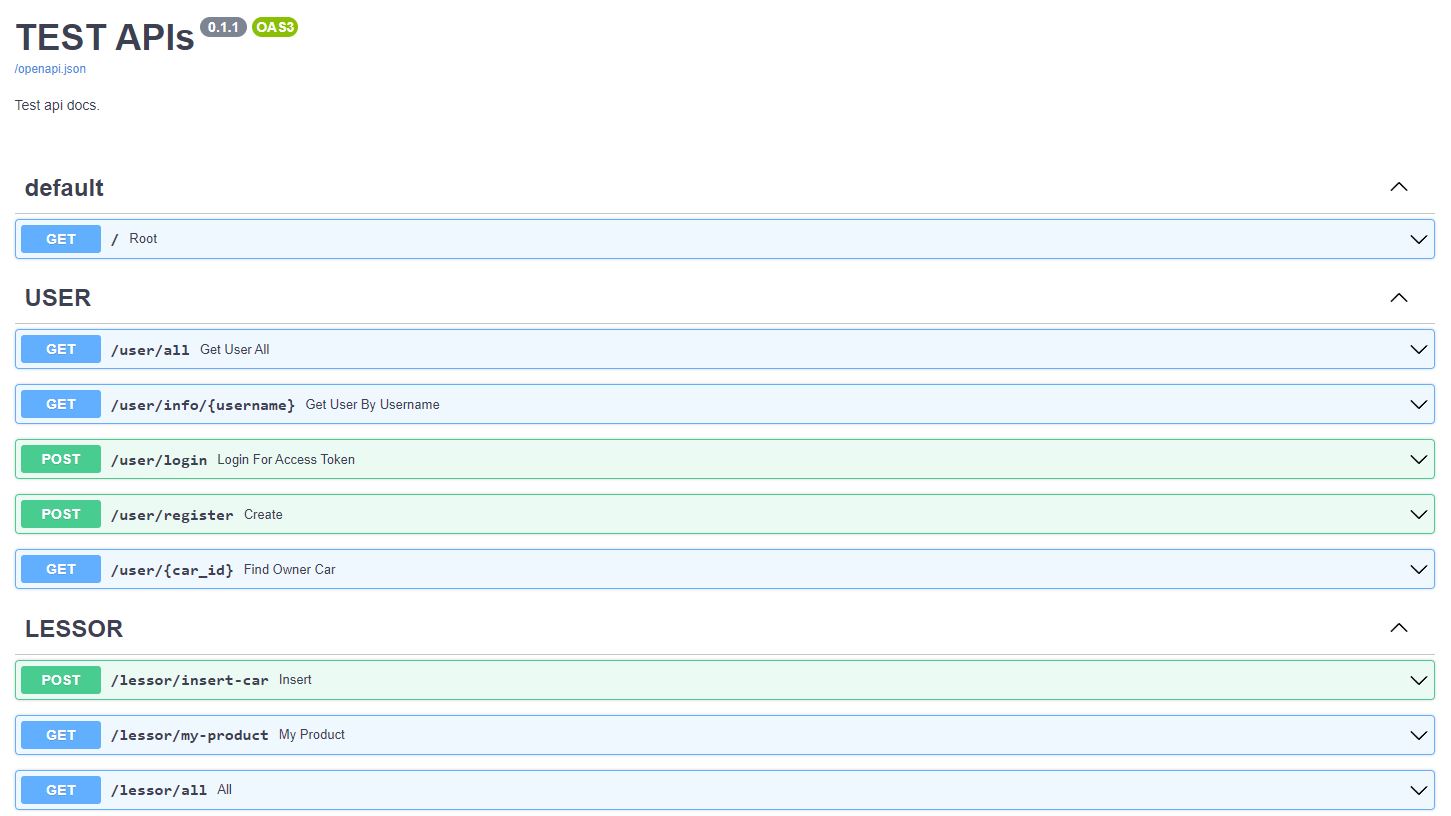 TEST APIs 0.1.1 OAS3
/openapi.json
Test api docs.
default
GET / Root
USER
GET /user/all Get User All
GET /user/info/{username} Get User By Username
POST /user/login Login For Access Token
POST /user/register Create
GET /user/{car_id} Find Owner Car
LESSOR
POST /lessor/insert-car Insert
GET /lessor/my-product My Product
GET /lessor/all All